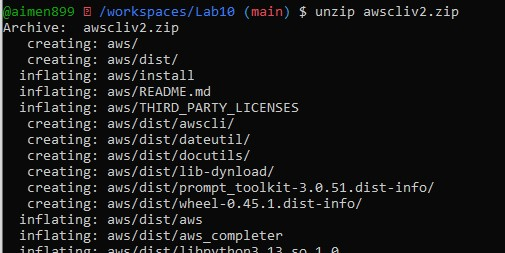 @aimen899 /workspaces/Lab10 (main) $ unzip awscliv2.zip
Archive:  awscliv2.zip
   creating: aws/
   creating: aws/dist/
  inflating: aws/install
  inflating: aws/README.md
  inflating: aws/THIRD_PARTY_LICENSES
   creating: aws/dist/awscli/
   creating: aws/dist/dateutil/
   creating: aws/dist/docutils/
   creating: aws/dist/lib-dynload/
   creating: aws/dist/prompt_toolkit-3.0.51.dist-info/
   creating: aws/dist/wheel-0.45.1.dist-info/
  inflating: aws/dist/aws
  inflating: aws/dist/aws_completer
  inflating: aws/dist/libpython3.13.so.1.0